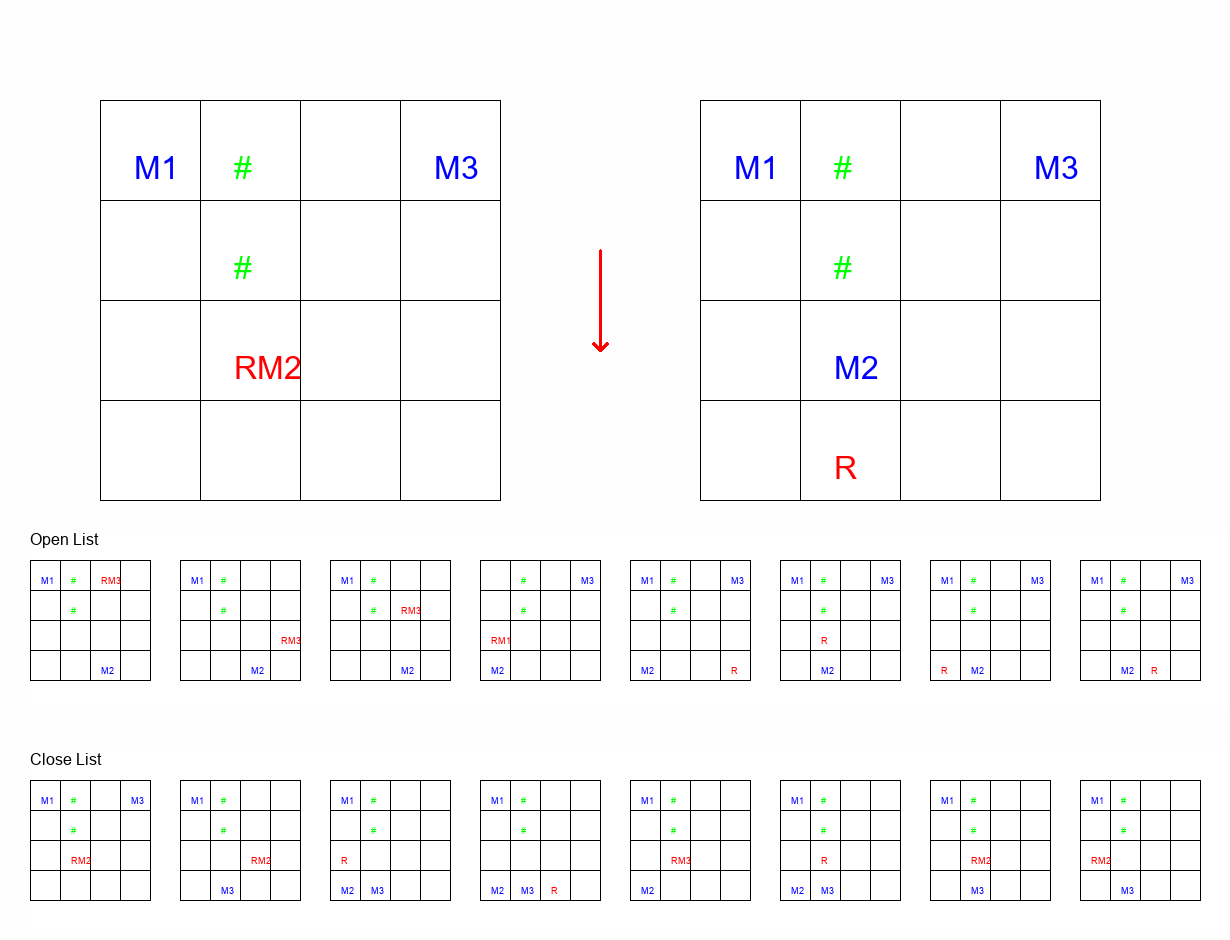 M1 # M3 M1 # M3
# #
RM2 M2
R
Open List
M1 # RM3 M1 # M1 # # M3 M1 # M3 M1 # M3 M1 # M3 M1 # M3
# # # RM3 # # # # #
RM3 RM1 R
M2 M2 M2 M2 M2 R M2 R M2 M2 R
Close List
M1 # M3 M1 # M1 # M1 # M1 # M1 # M1 # M1 #
# # # # # # # #
RM2 RM2 R RM3 R RM2 RM2
M3 M2 M3 M2 M3 R M2 M2 M3 M3 M3